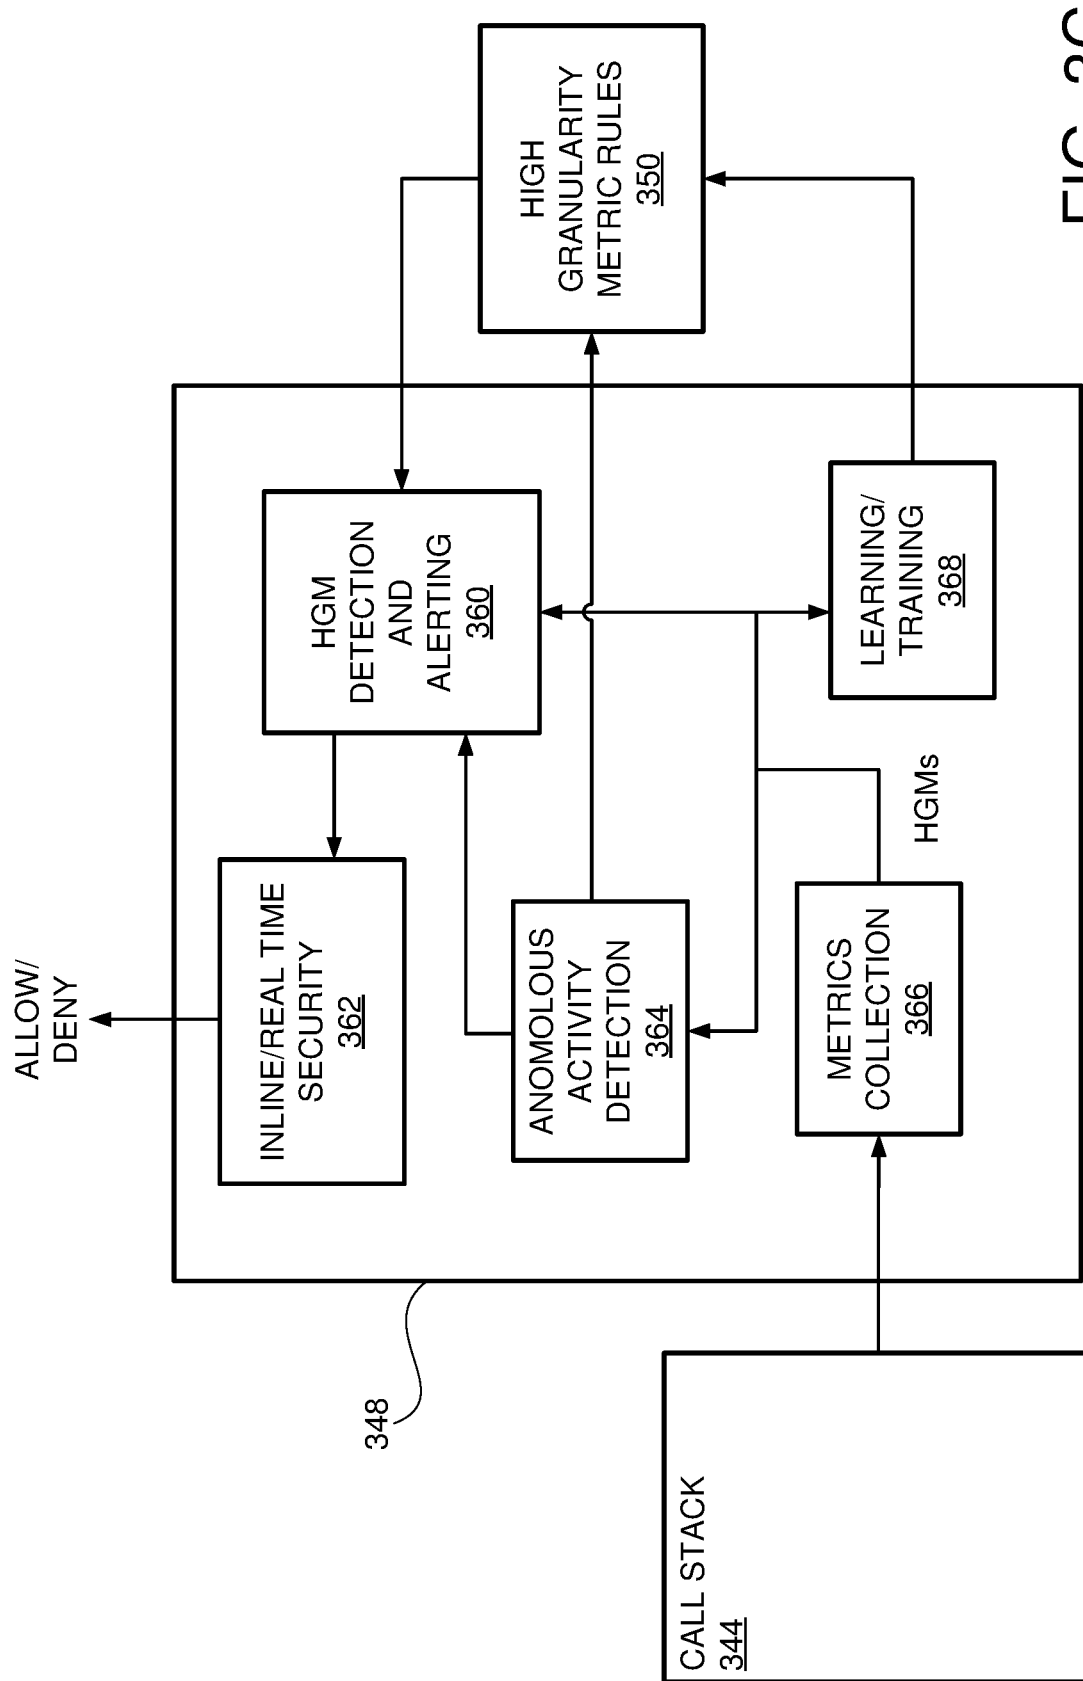 ALLOW/
DENY
INLINE/REAL TIME
SECURITY
362
HGM
DETECTION
AND
ALERTING
360
HIGH
GRANULARITY
METRIC RULES
350
348
ANOMOLOUS
ACTIVITY
DETECTION
364
CALL STACK
344
METRICS
COLLECTION
366
HGMs
LEARNING/
TRAINING
368